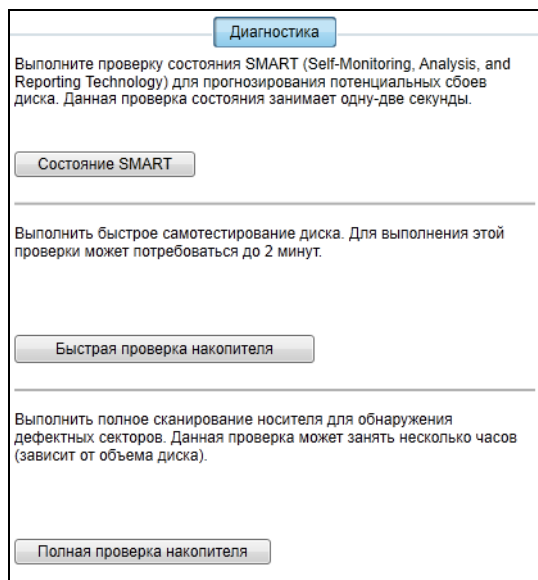 Диагностика
Выполните проверку состояния SMART (Self-Monitoring, Analysis, and
Reporting Technology) для прогнозирования потенциальных сбоев
диска. Данная проверка состояния занимает одну-две секунды.
Состояние SMART
Выполнить быстрое самотестирование диска. Для выполнения этой
проверки может потребоваться до 2 минут.
Быстрая проверка накопителя
Выполнить полное сканирование носителя для обнаружения
дефектных секторов. Данная проверка может занять несколько часов
(зависит от объема диска).
Полная проверка накопителя